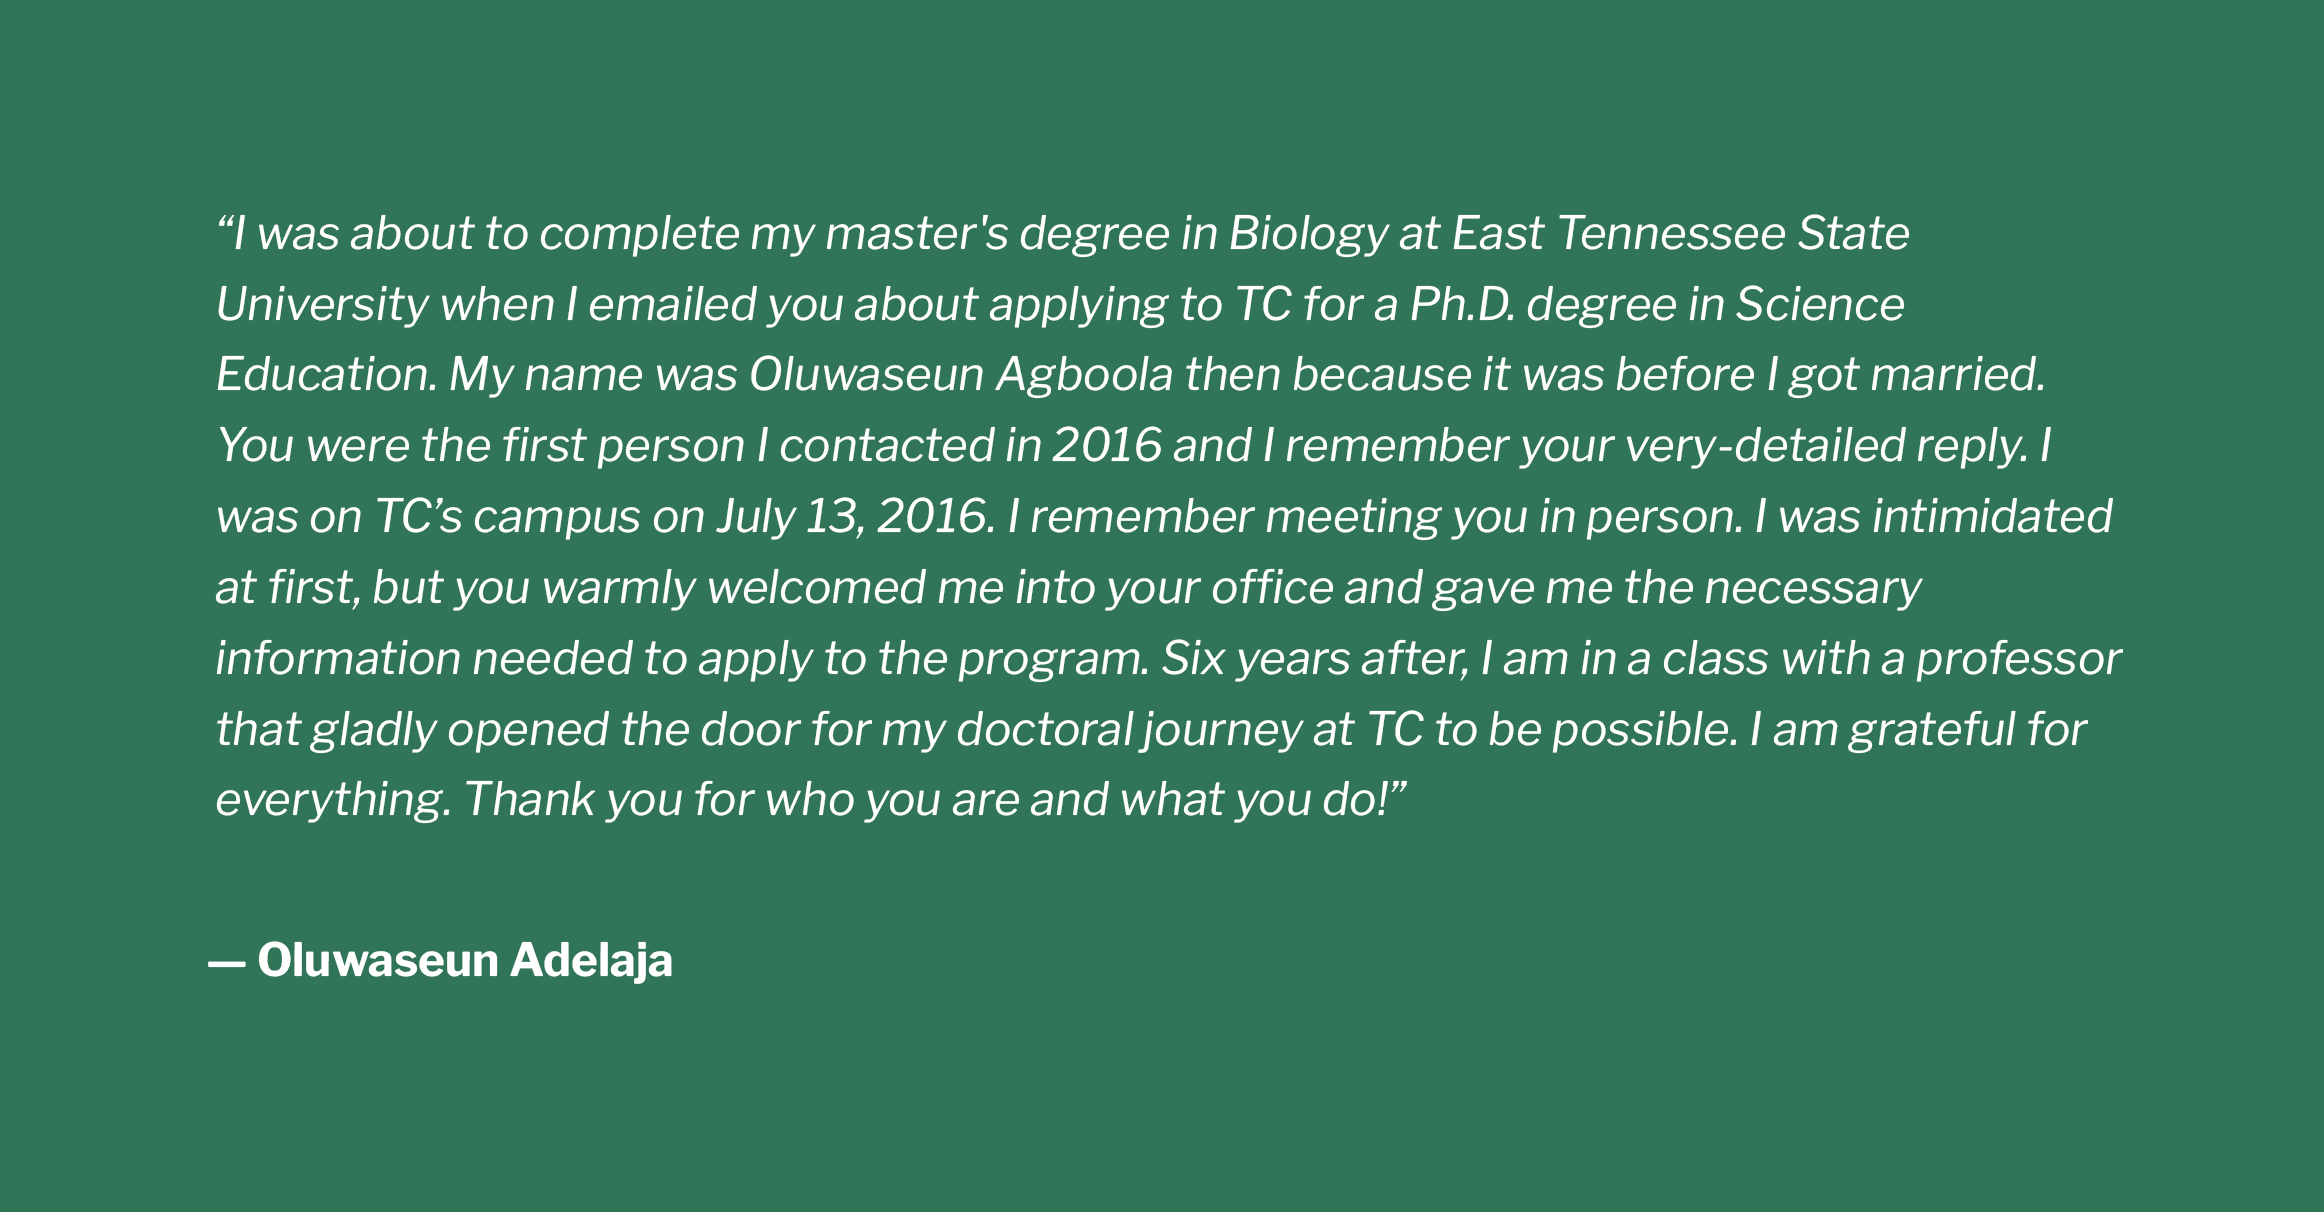 “I was about to complete my master's degree in Biology at East Tennessee State
University when I emailed you about applying to TC for a Ph.D. degree in Science
Education. My name was Oluwaseun Agboola then because it was before I got married.
You were the first person I contacted in 2016 and I remember your very-detailed reply. I
was on TC’s campus on July 13, 2016. I remember meeting you in person. I was intimidated
at first, but you warmly welcomed me into your office and gave me the necessary
information needed to apply to the program. Six years after, I am in a class with a professor
that gladly opened the door for my doctoral journey at TC to be possible. I am grateful for
everything. Thank you for who you are and what you do!”
— Oluwaseun Adelaja